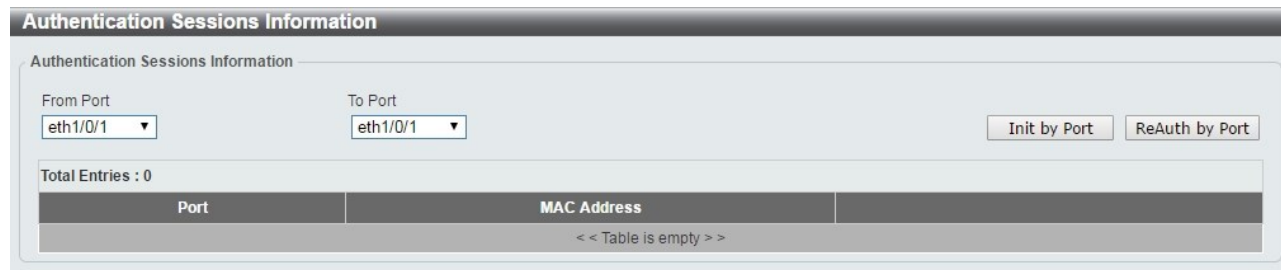 Authentication Sessions Information
Authentication Sessions Information
From Port To Port
eth1/0/1 eth1/0/1 Init by Port ReAuth by Port
Total Entries : 0
Port MAC Address
< < Table is empty > >